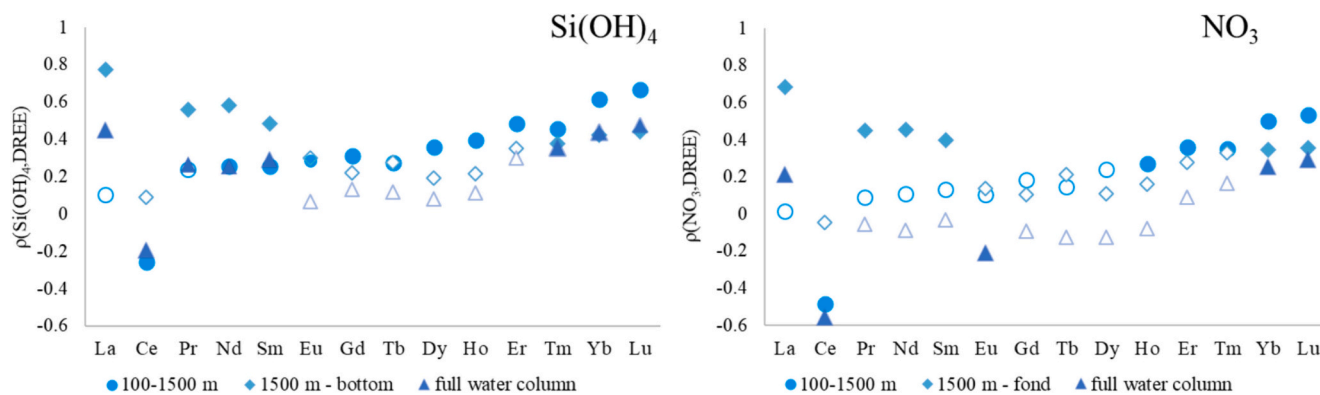 Si(OH)4
1
0.8
0.6
0.4
0.2
0
-0.2
-0.4
-0.6
ρ(Si(OH)4,DREE)
La Ce Pr Nd Sm Eu Gd Tb Dy Ho Er Tm Yb Lu
100-1500 m 1500 m - bottom full water column
NO3
1
0.8
0.6
0.4
0.2
0
-0.2
-0.4
-0.6
ρ(NO3,DREE)
La Ce Pr Nd Sm Eu Gd Tb Dy Ho Er Tm Yb Lu
100-1500 m 1500 m - fond full water column